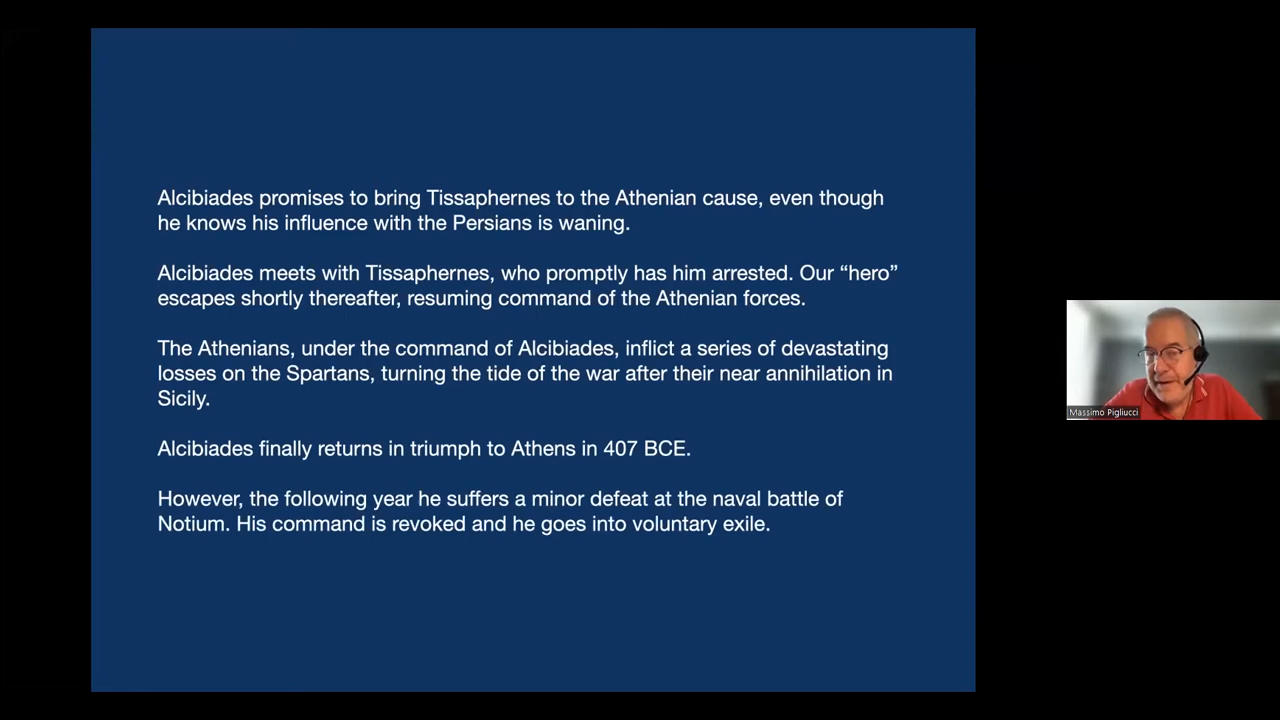 Alcibiades promises to bring Tissaphernes to the Athenian cause, even though
he knows his influence with the Persians is waning.
Alcibiades meets with Tissaphernes, who promptly has him arrested. Our “hero”
escapes shortly thereafter, resuming command of the Athenian forces.
The Athenians, under the command of Alcibiades, inflict a series of devastating
losses on the Spartans, turning the tide of the war after their near annihilation in
Sicily.
Alcibiades finally returns in triumph to Athens in 407 BCE.
However, the following year he suffers a minor defeat at the naval battle of
Notium. His command is revoked and he goes into voluntary exile.
Massimo Pigliucci